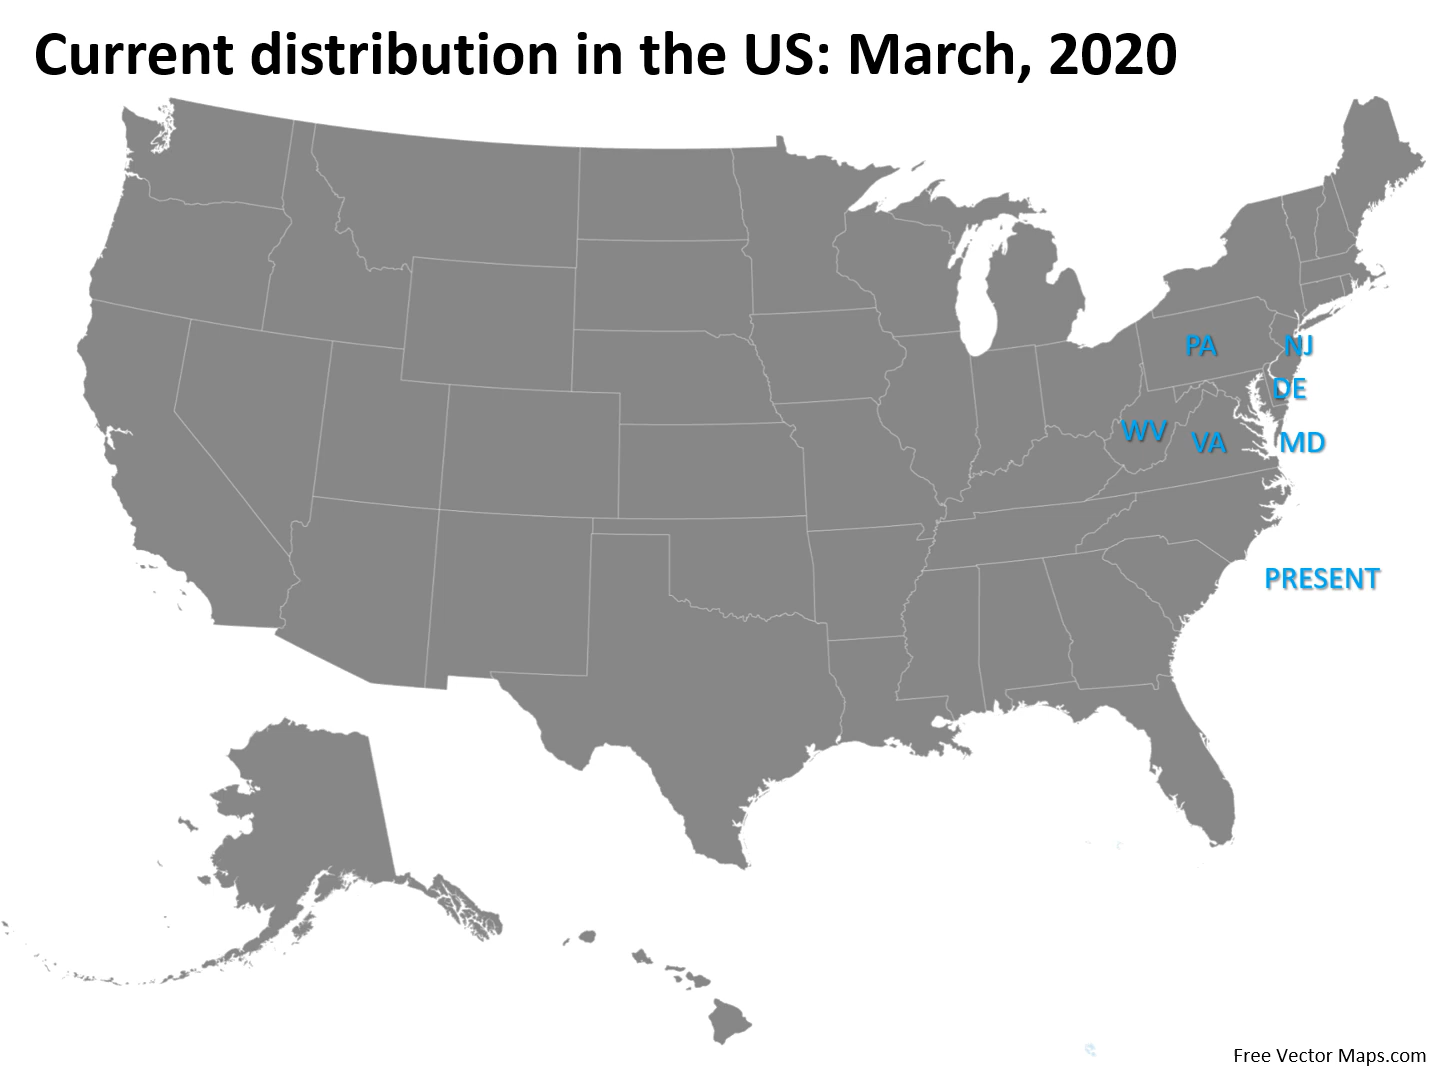 Current distribution in the US: March, 2020
PA
NJ
DE
WV
VA
MD
PRESENT
Free Vector Maps.com